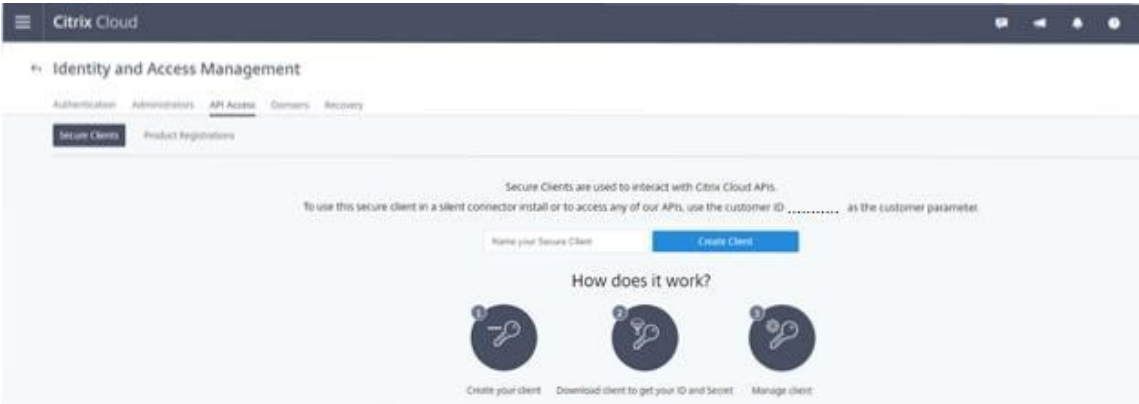 Citrix Cloud
Identity and Access Management
Authentication Administrators API Access Domains Recovery
Secure Clients Product Registrations
Secure Clients are used to interact with Citrix Cloud APIs.
To use this secure client in a silent connector install or to access any of our APIs, use the customer ID ........... as the customer parameter.
Name your Secure Client Create Client
How does it work?
1 2 3
Create your client Download client to get your ID and Secret Manage client